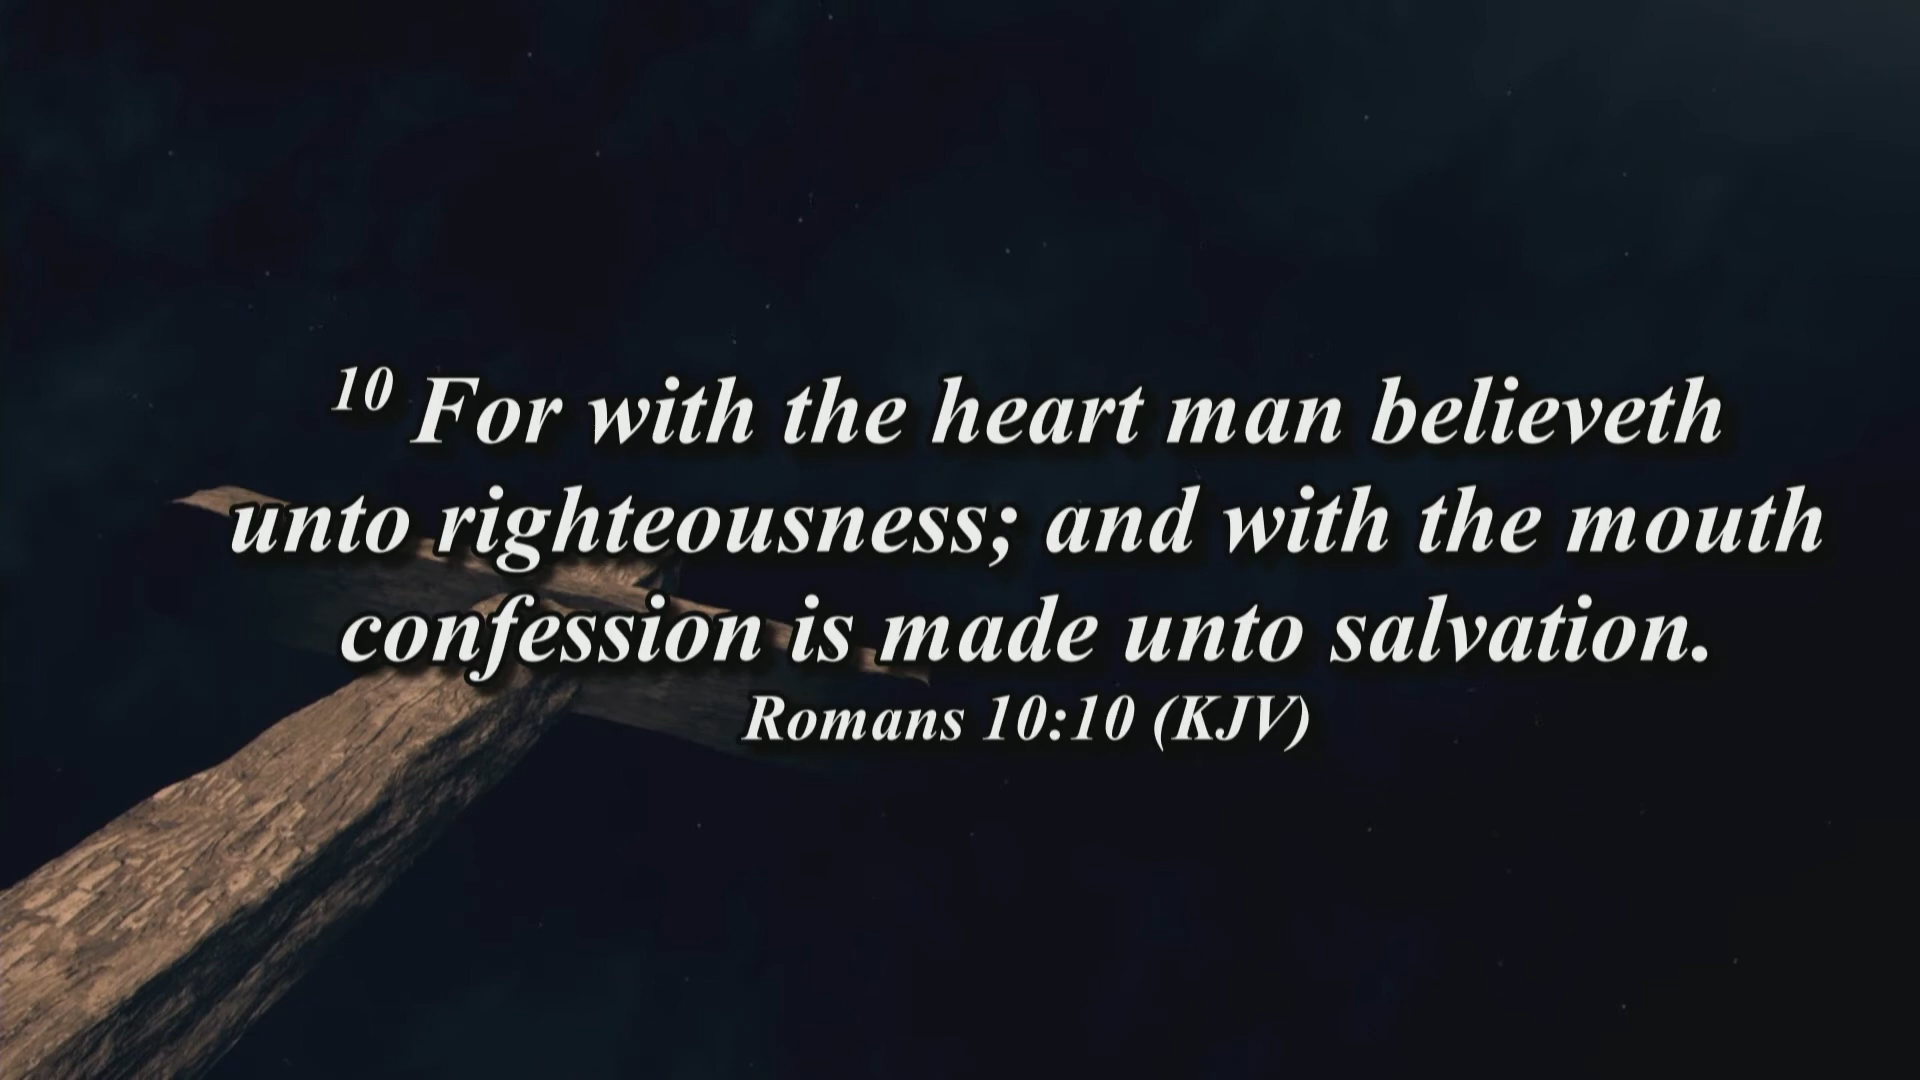 10 For with the heart man believeth
unto righteousness; and with the mouth
confession is made unto salvation.
Romans 10:10 (KJV)